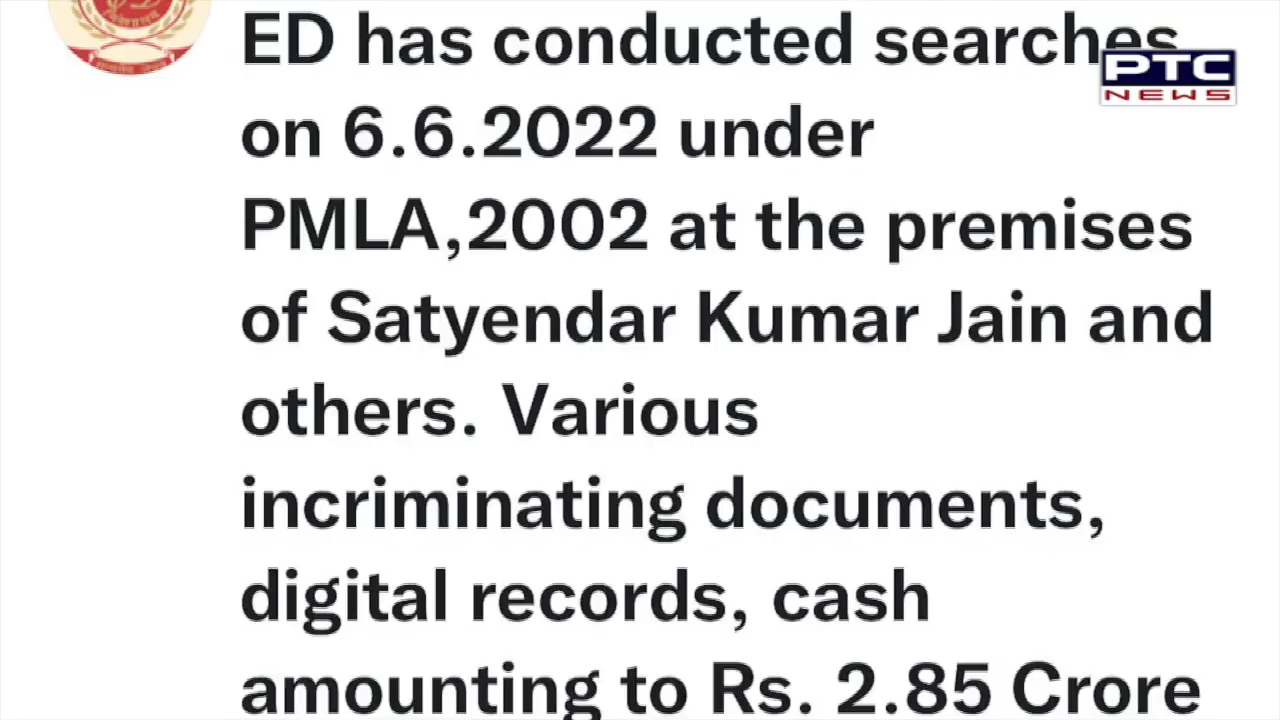 ED has conducted searches
PTC
NEWS
on 6.6.2022 under
PMLA,2002 at the premises
of Satyendar Kumar Jain and
others. Various
incriminating documents,
digital records, cash
amounting to Rs. 2.85 Crore